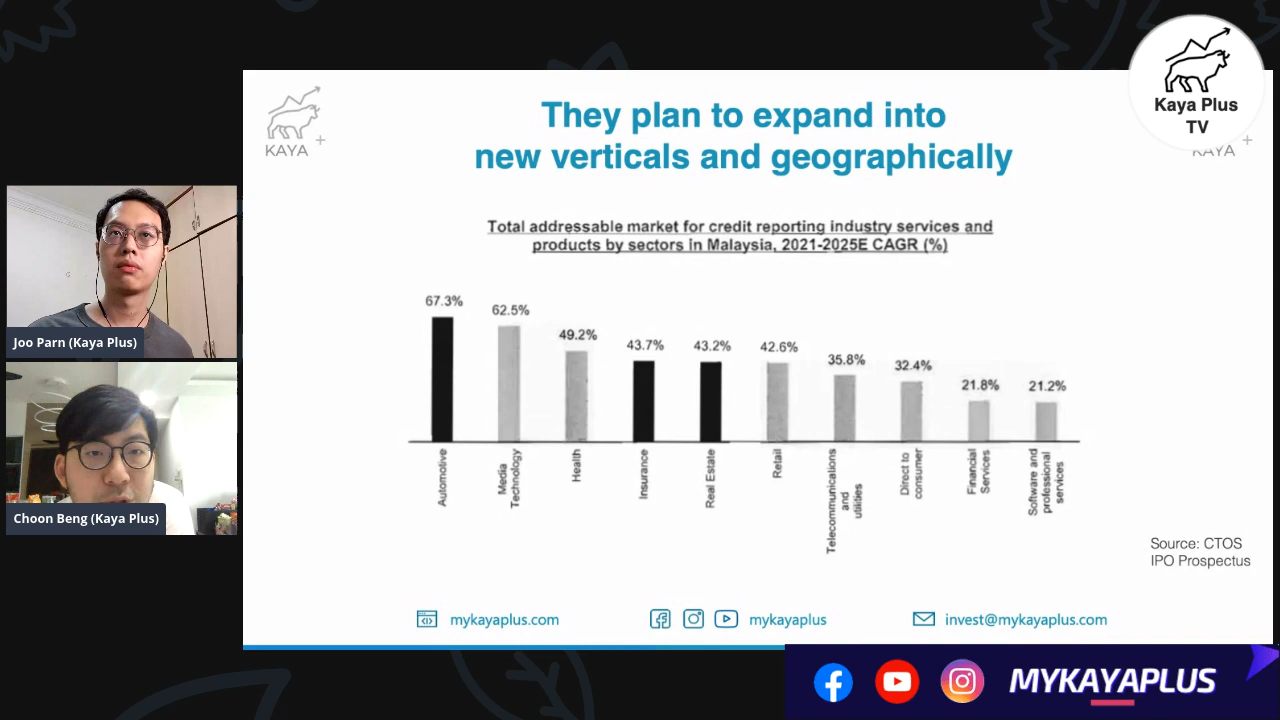 Kaya Plus
TV
KAYA
KAYA
They plan to expand into
new verticals and geographically
Total addressable market for credit reporting industry services and
products by sectors in Malaysia, 2021-2025E CAGR (%)
67.3%
62.5%
49.2%
43.7%
43.2%
42.6%
35.8%
32.4%
21.8%
21.2%
Automotive
Media
Technology
Health
Insurance
Real Estate
Retail
Telecommunications
and
utilities
Direct to
consumer
Financial
Services
Software and
professional
services
Joo Parn (Kaya Plus)
Choon Beng (Kaya Plus)
Source: CTOS
IPO Prospectus
mykayaplus.com
mykayaplus
invest@mykayaplus.com
MYKAYAPLUS